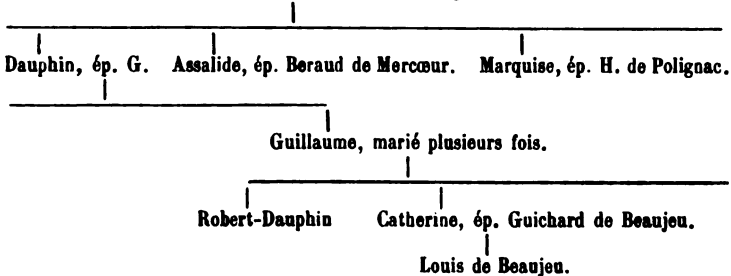 Dauphin, ép. G. Assalide, ép. Beraud de Mercœur. Marquise, ép. H. de Polignac.
Guillaume, marié plusieurs fois.
Robert-Dauphin Catherine, ép. Guichard de Beaujeu.
Louis de Beaujeu.